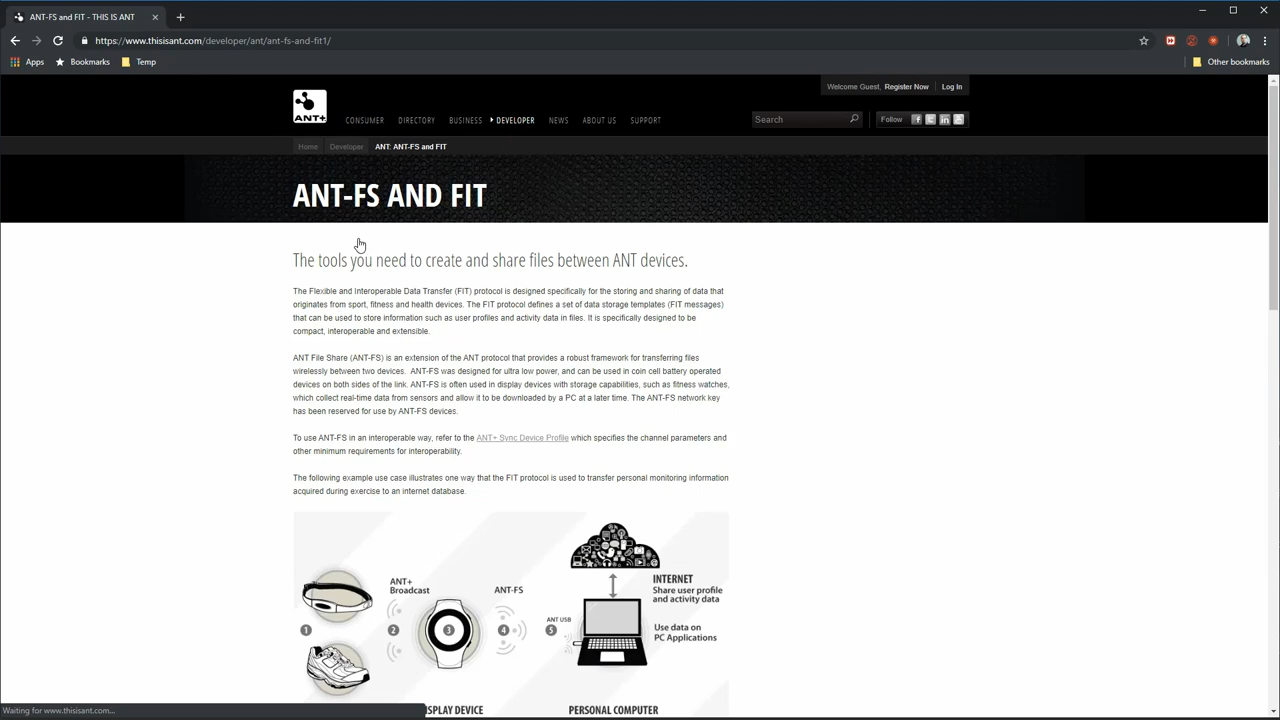 ANT-FS and FIT - THIS IS ANT
https://www.thisisant.com/developer/ant/ant-fs-and-fit1/
Apps Bookmarks Temp Other bookmarks
Welcome Guest, Register Now Log In
ANT+
CONSUMER DIRECTORY BUSINESS DEVELOPER NEWS ABOUT US SUPPORT Search Follow
Home Developer ANT: ANT-FS and FIT
ANT-FS AND FIT
The tools you need to create and share files between ANT devices.
The Flexible and Interoperable Data Transfer (FIT) protocol is designed specifically for the storing and sharing of data that
originates from sport, fitness and health devices. The FIT protocol defines a set of data storage templates (FIT messages)
that can be used to store information such as user profiles and activity data in files. It is specifically designed to be
compact, interoperable and extensible.
ANT File Share (ANT-FS) is an extension of the ANT protocol that provides a robust framework for transferring files
wirelessly between two devices. ANT-FS was designed for ultra low power, and can be used in coin cell battery operated
devices on both sides of the link. ANT-FS is often used in display devices with storage capabilities, such as fitness watches,
which collect real-time data from sensors and allow it to be downloaded by a PC at a later time. The ANT-FS network key
has been reserved for use by ANT-FS devices.
To use ANT-FS in an interoperable way, refer to the ANT+ Sync Device Profile which specifies the channel parameters and
other minimum requirements for interoperability.
The following example use case illustrates one way that the FIT protocol is used to transfer personal monitoring information
acquired during exercise to an internet database.
ANT+
Broadcast
ANT-FS
ANT USB
INTERNET
Share user profile
and activity data
Use data on
PC Applications
1 2 3 4 5
ISPLAY DEVICE PERSONAL COMPUTER
Waiting for www.thisisant.com...